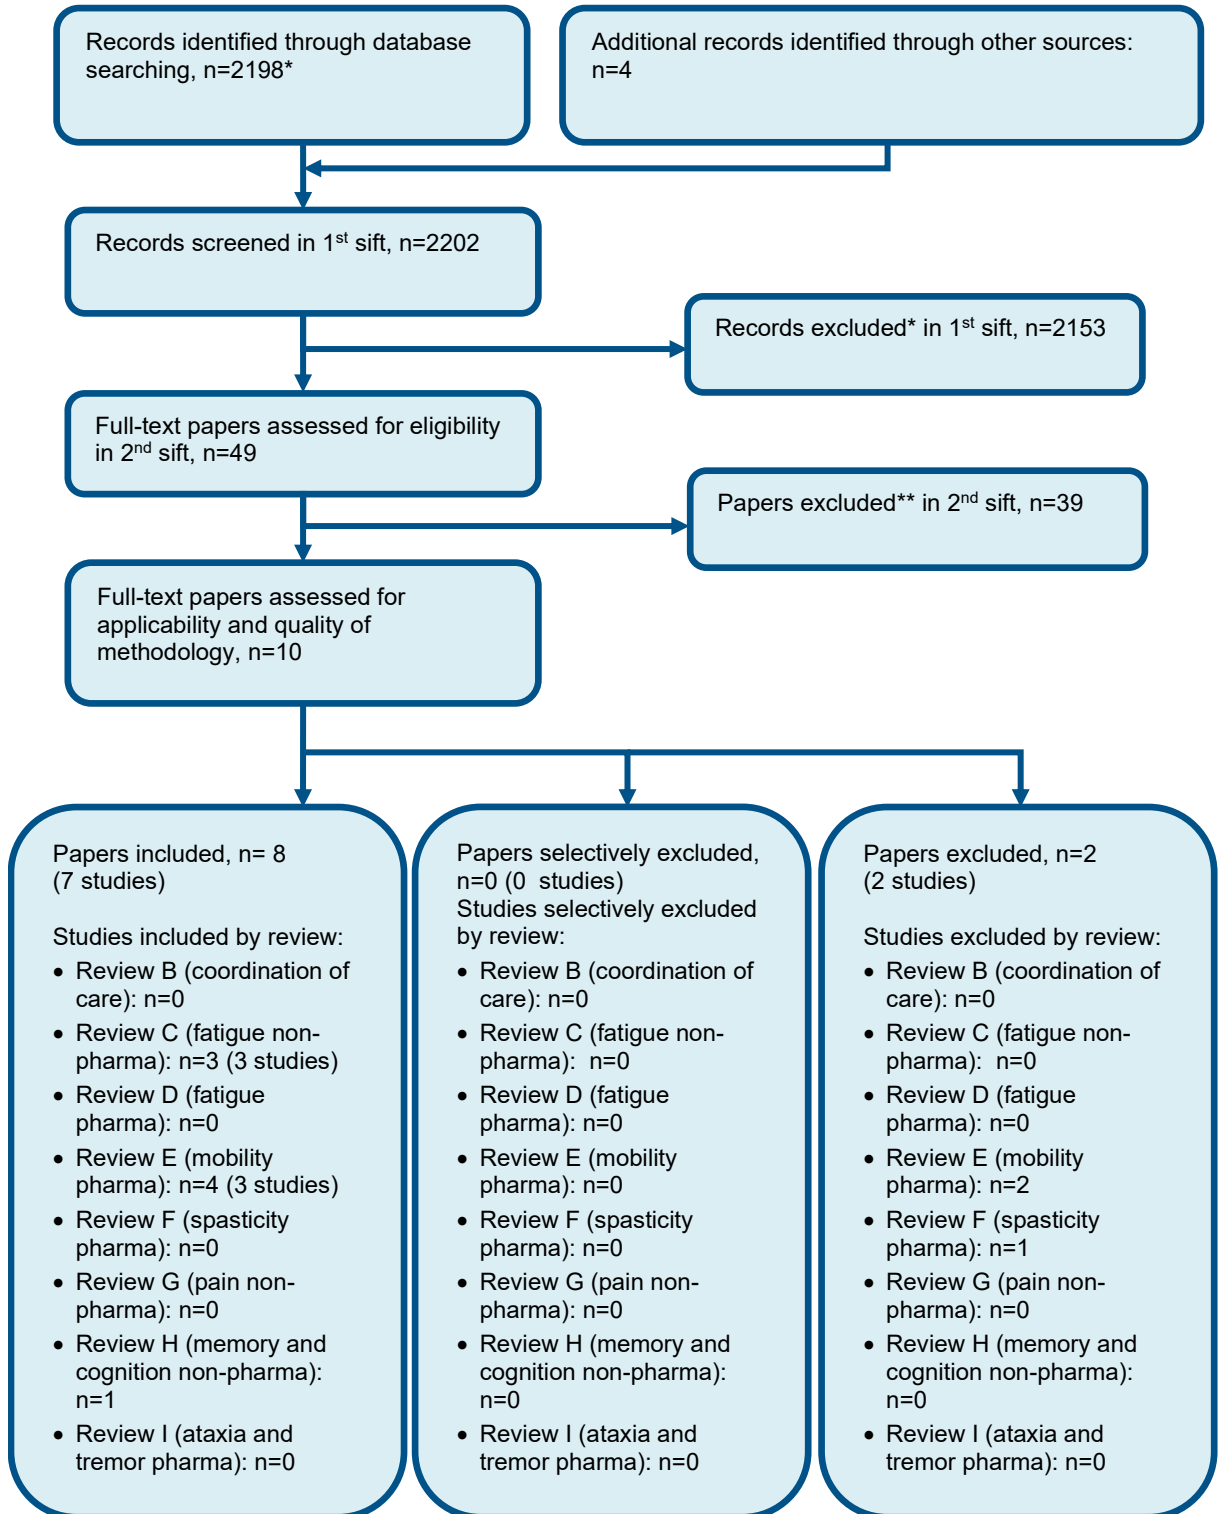 Records identified through database
searching, n=2198*
Additional records identified through other sources:
n=4
Records screened in 1st sift, n=2202
Records excluded* in 1st sift, n=2153
Full-text papers assessed for eligibility
in 2nd sift, n=49
Papers excluded** in 2nd sift, n=39
Full-text papers assessed for
applicability and quality of
methodology, n=10
Papers included, n= 8
(7 studies)
Studies included by review:
• Review B (coordination of
care): n=0
• Review C (fatigue non-
pharma): n=3 (3 studies)
• Review D (fatigue
pharma): n=0
• Review E (mobility
pharma): n=4 (3 studies)
• Review F (spasticity
pharma): n=0
• Review G (pain non-
pharma): n=0
• Review H (memory and
cognition non-pharma):
n=1
• Review I (ataxia and
tremor pharma): n=0
Papers selectively excluded,
n=0 (0 studies)
Studies selectively excluded
by review:
• Review B (coordination of
care): n=0
• Review C (fatigue non-
pharma): n=0
• Review D (fatigue
pharma): n=0
• Review E (mobility
pharma): n=0
• Review F (spasticity
pharma): n=0
• Review G (pain non-
pharma): n=0
• Review H (memory and
cognition non-pharma):
n=0
• Review I (ataxia and
tremor pharma): n=0
Papers excluded, n=2
(2 studies)
Studies excluded by review:
• Review B (coordination of
care): n=0
• Review C (fatigue non-
pharma): n=0
• Review D (fatigue
pharma): n=0
• Review E (mobility
pharma): n=2
• Review F (spasticity
pharma): n=1
• Review G (pain non-
pharma): n=0
• Review H (memory and
cognition non-pharma):
n=0
• Review I (ataxia and
tremor pharma): n=0